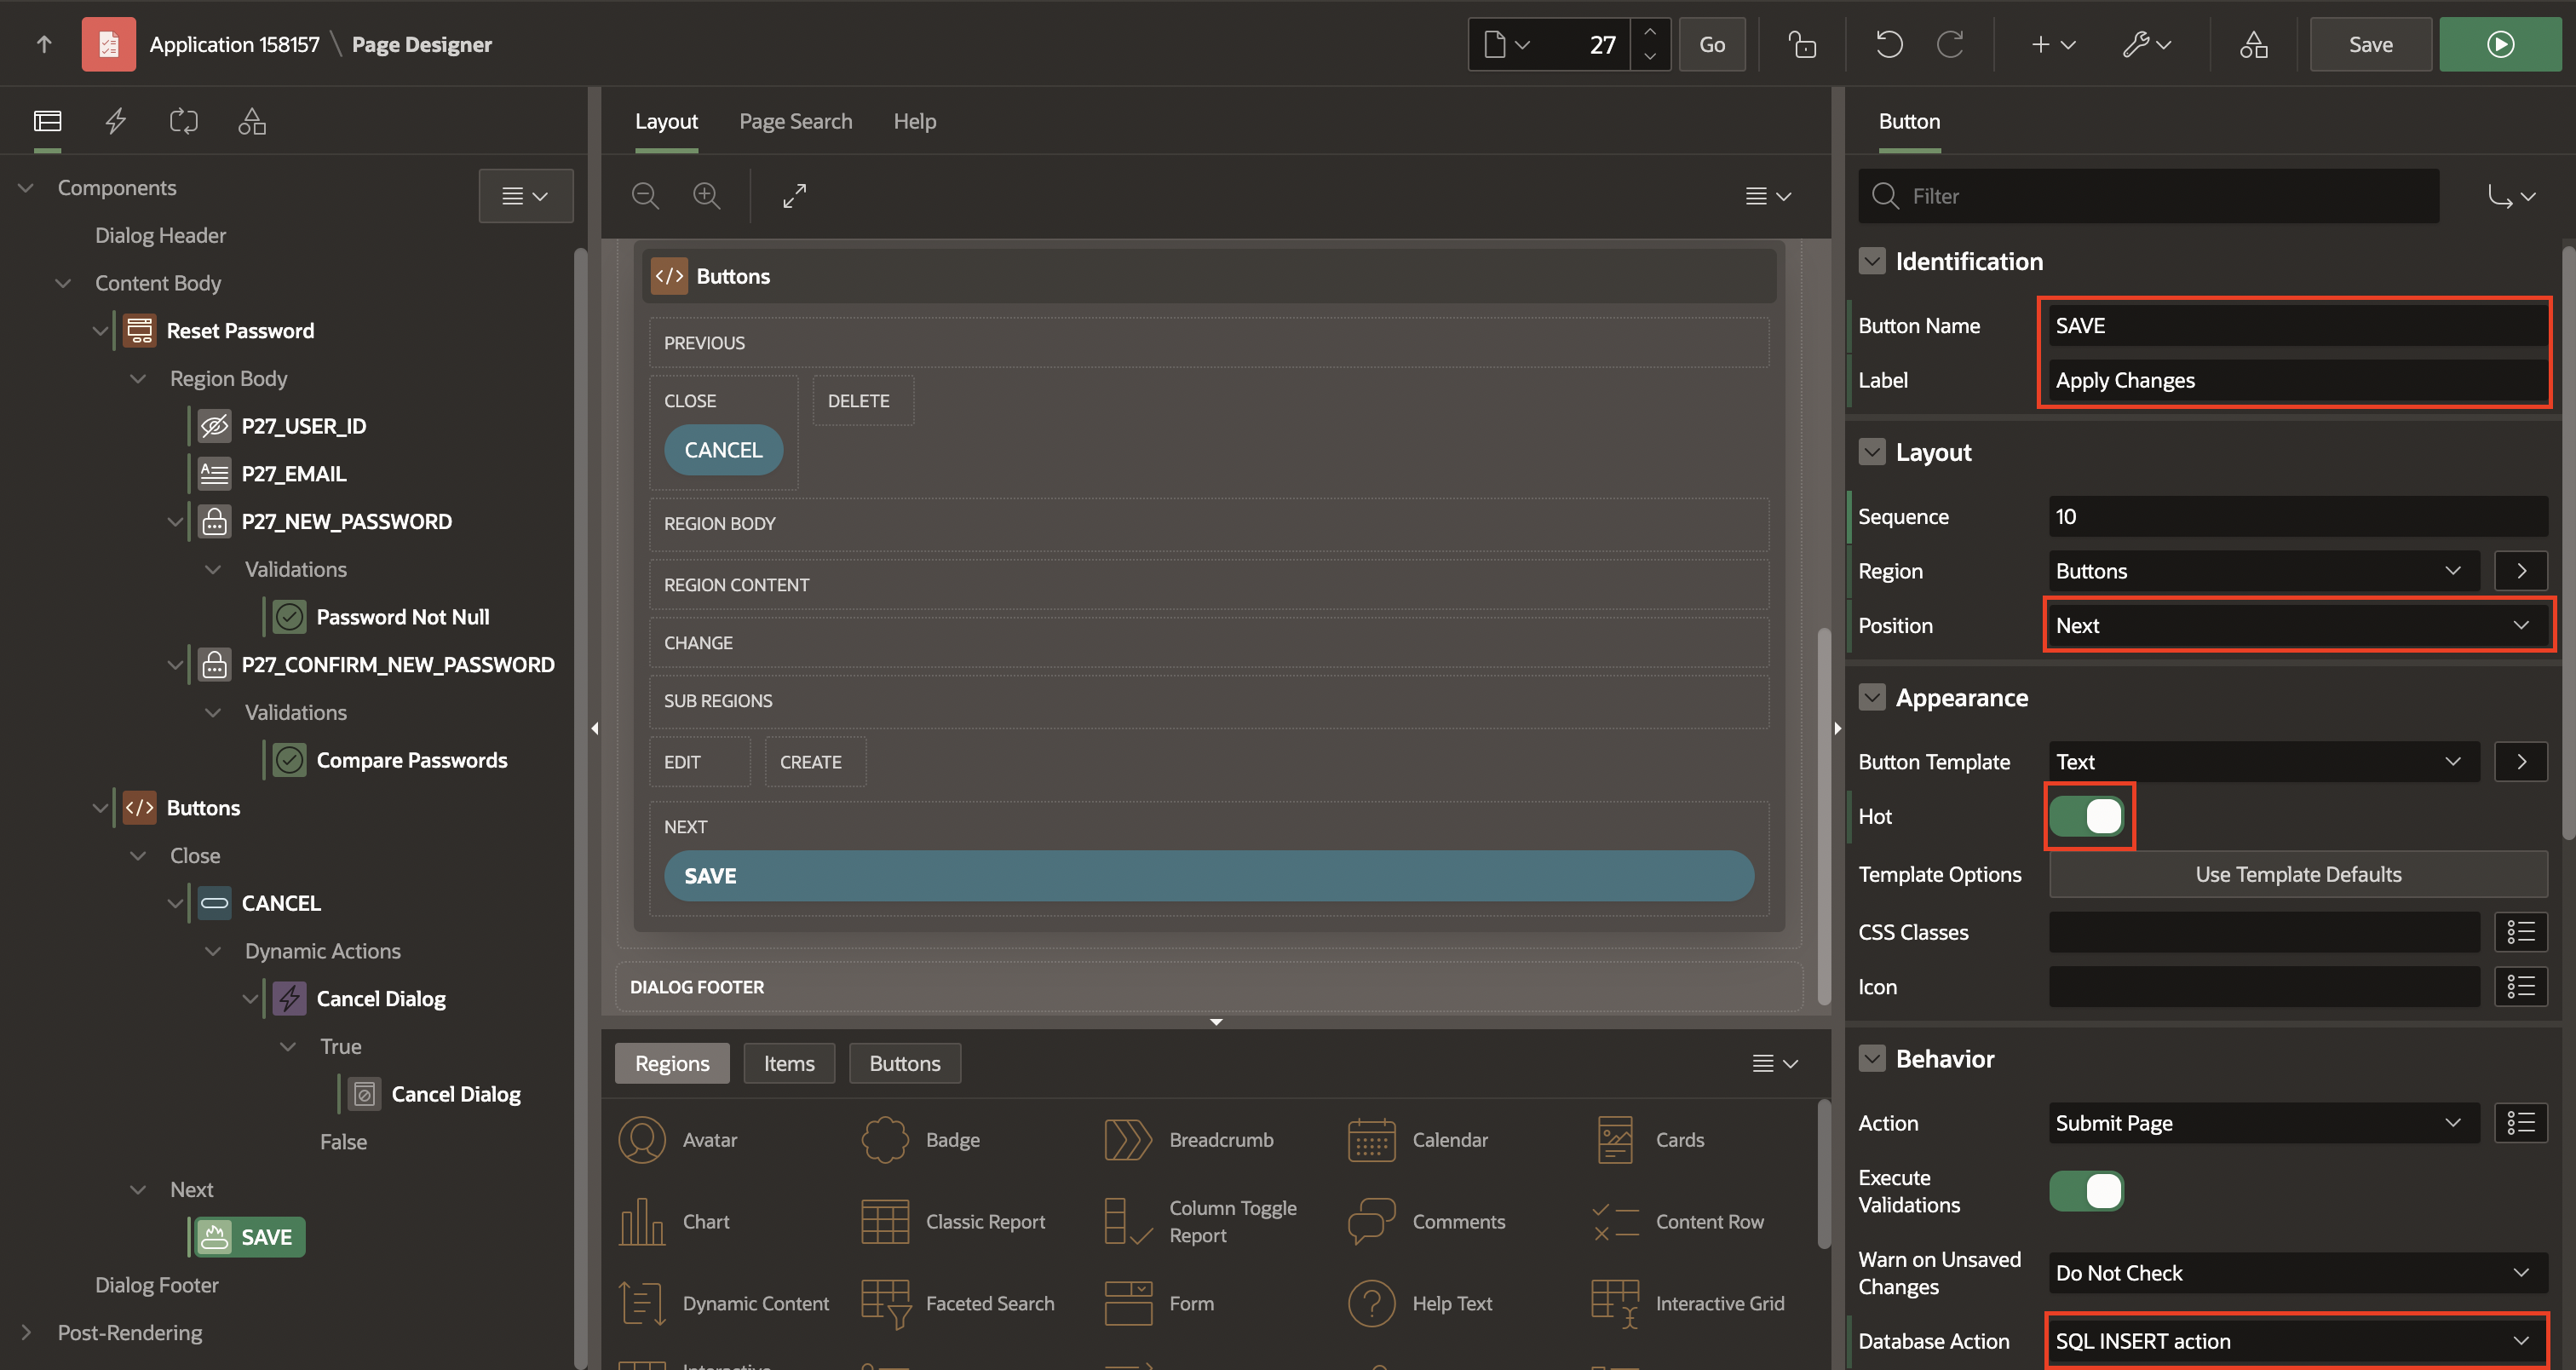 Application 158157 \ Page Designer
27
Go
Save
Components
Dialog Header
Content Body
Reset Password
Region Body
P27_USER_ID
P27_EMAIL
P27_NEW_PASSWORD
Validations
Password Not Null
P27_CONFIRM_NEW_PASSWORD
Validations
Compare Passwords
Buttons
Close
CANCEL
Dynamic Actions
Cancel Dialog
True
Cancel Dialog
False
Next
SAVE
Dialog Footer
Post-Rendering
Layout Page Search Help
Buttons
PREVIOUS
CLOSE DELETE
CANCEL
REGION BODY
REGION CONTENT
CHANGE
SUB REGIONS
EDIT CREATE
NEXT
SAVE
DIALOG FOOTER
Regions Items Buttons
Avatar Badge Breadcrumb Calendar Cards
Chart Classic Report Column Toggle Report Comments Content Row
Dynamic Content Faceted Search Form Help Text Interactive Grid
Button
Filter
Identification
Button Name SAVE
Label Apply Changes
Layout
Sequence 10
Region Buttons
Position Next
Appearance
Button Template Text
Hot
Template Options Use Template Defaults
CSS Classes
Icon
Behavior
Action Submit Page
Execute
Validations
Warn on Unsaved
Changes Do Not Check
Database Action SQL INSERT action